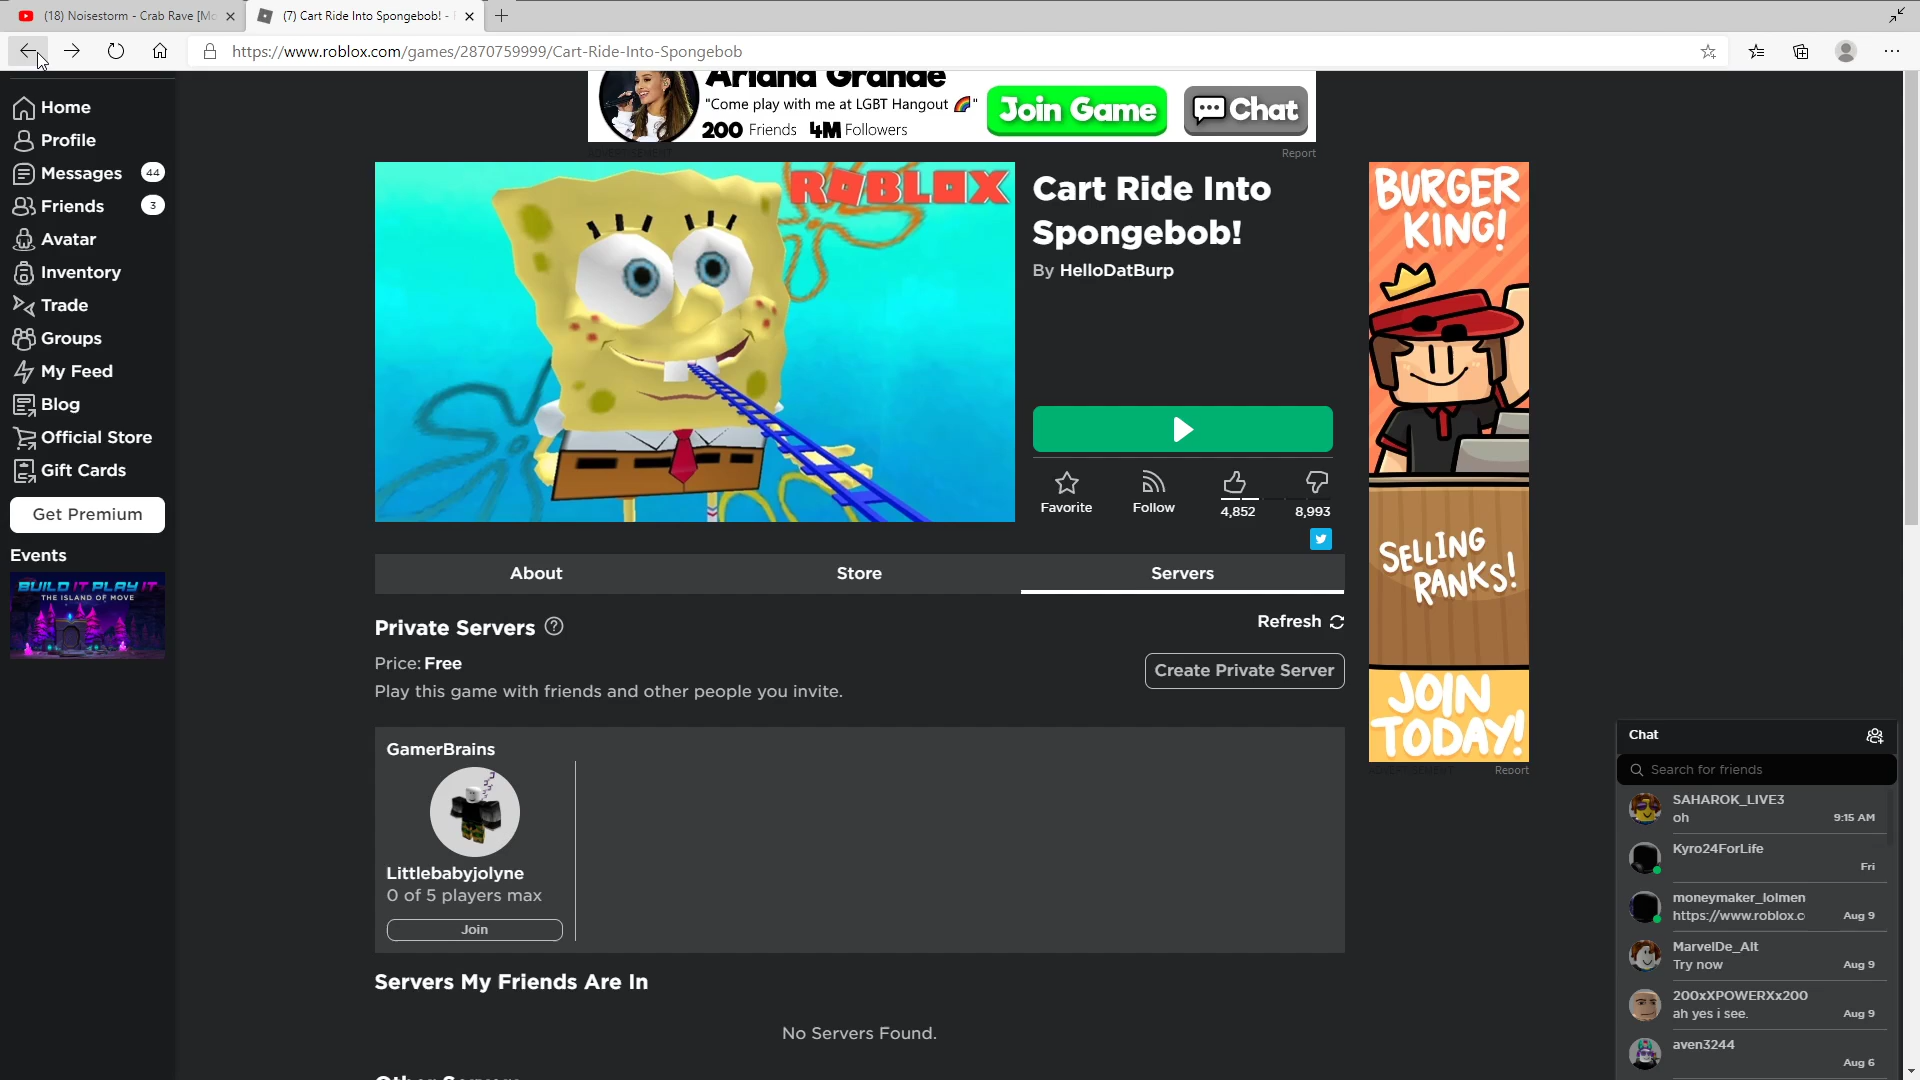 (18) Noisestorm - Crab Rave [Mo
(7) Cart Ride Into Spongebob! -
https://www.roblox.com/games/2870759999/Cart-Ride-Into-Spongebob
Home
Profile
Messages 44
Friends 3
Avatar
Inventory
Trade
Groups
My Feed
Blog
Official Store
Gift Cards
Get Premium
Events
BUILD IT PLAY IT
THE ISLAND OF MOVE
Ariana Grande
"Come play with me at LGBT Hangout 🌈"
200 Friends 4M Followers
Join Game
Chat
ADVERTISEMENT
Report
ROBLOX
Cart Ride Into
Spongebob!
By HelloDatBurp
Favorite
Follow
4,852
8,993
About
Store
Servers
Private Servers
Refresh
Price: Free
Create Private Server
Play this game with friends and other people you invite.
GamerBrains
Littlebabyjolyne
0 of 5 players max
Join
Servers My Friends Are In
No Servers Found.
BURGER
KING!
SELLING
RANKS!
JOIN
TODAY!
ADVERTISEMENT
Report
Chat
Search for friends
SAHAROK_LIVE3
oh 9:15 AM
Kyro24ForLife
Fri
moneymaker_lolmen
https://www.roblox.c Aug 9
MarvelDe_Alt
Try now Aug 9
200xXPOWERXx200
ah yes i see. Aug 9
aven3244
Aug 6